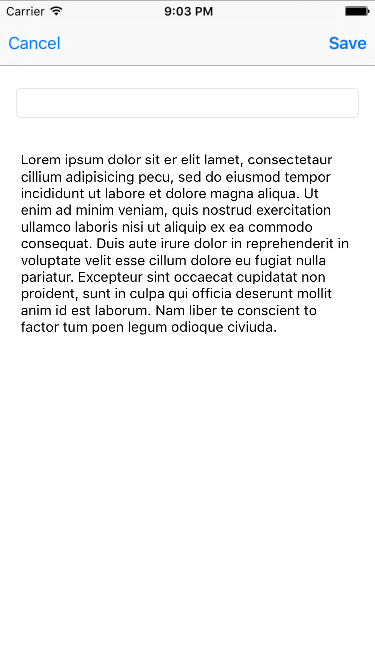 Carrier 9:03 PM
Cancel Save
Lorem ipsum dolor sit er elit lamet, consectetaur
cillium adipisicing pecu, sed do eiusmod tempor
incididunt ut labore et dolore magna aliqua. Ut
enim ad minim veniam, quis nostrud exercitation
ullamco laboris nisi ut aliquip ex ea commodo
consequat. Duis aute irure dolor in reprehenderit in
voluptate velit esse cillum dolore eu fugiat nulla
pariatur. Excepteur sint occaecat cupidatat non
proident, sunt in culpa qui officia deserunt mollit
anim id est laborum. Nam liber te conscient to
factor tum poen legum odioque civiuda.